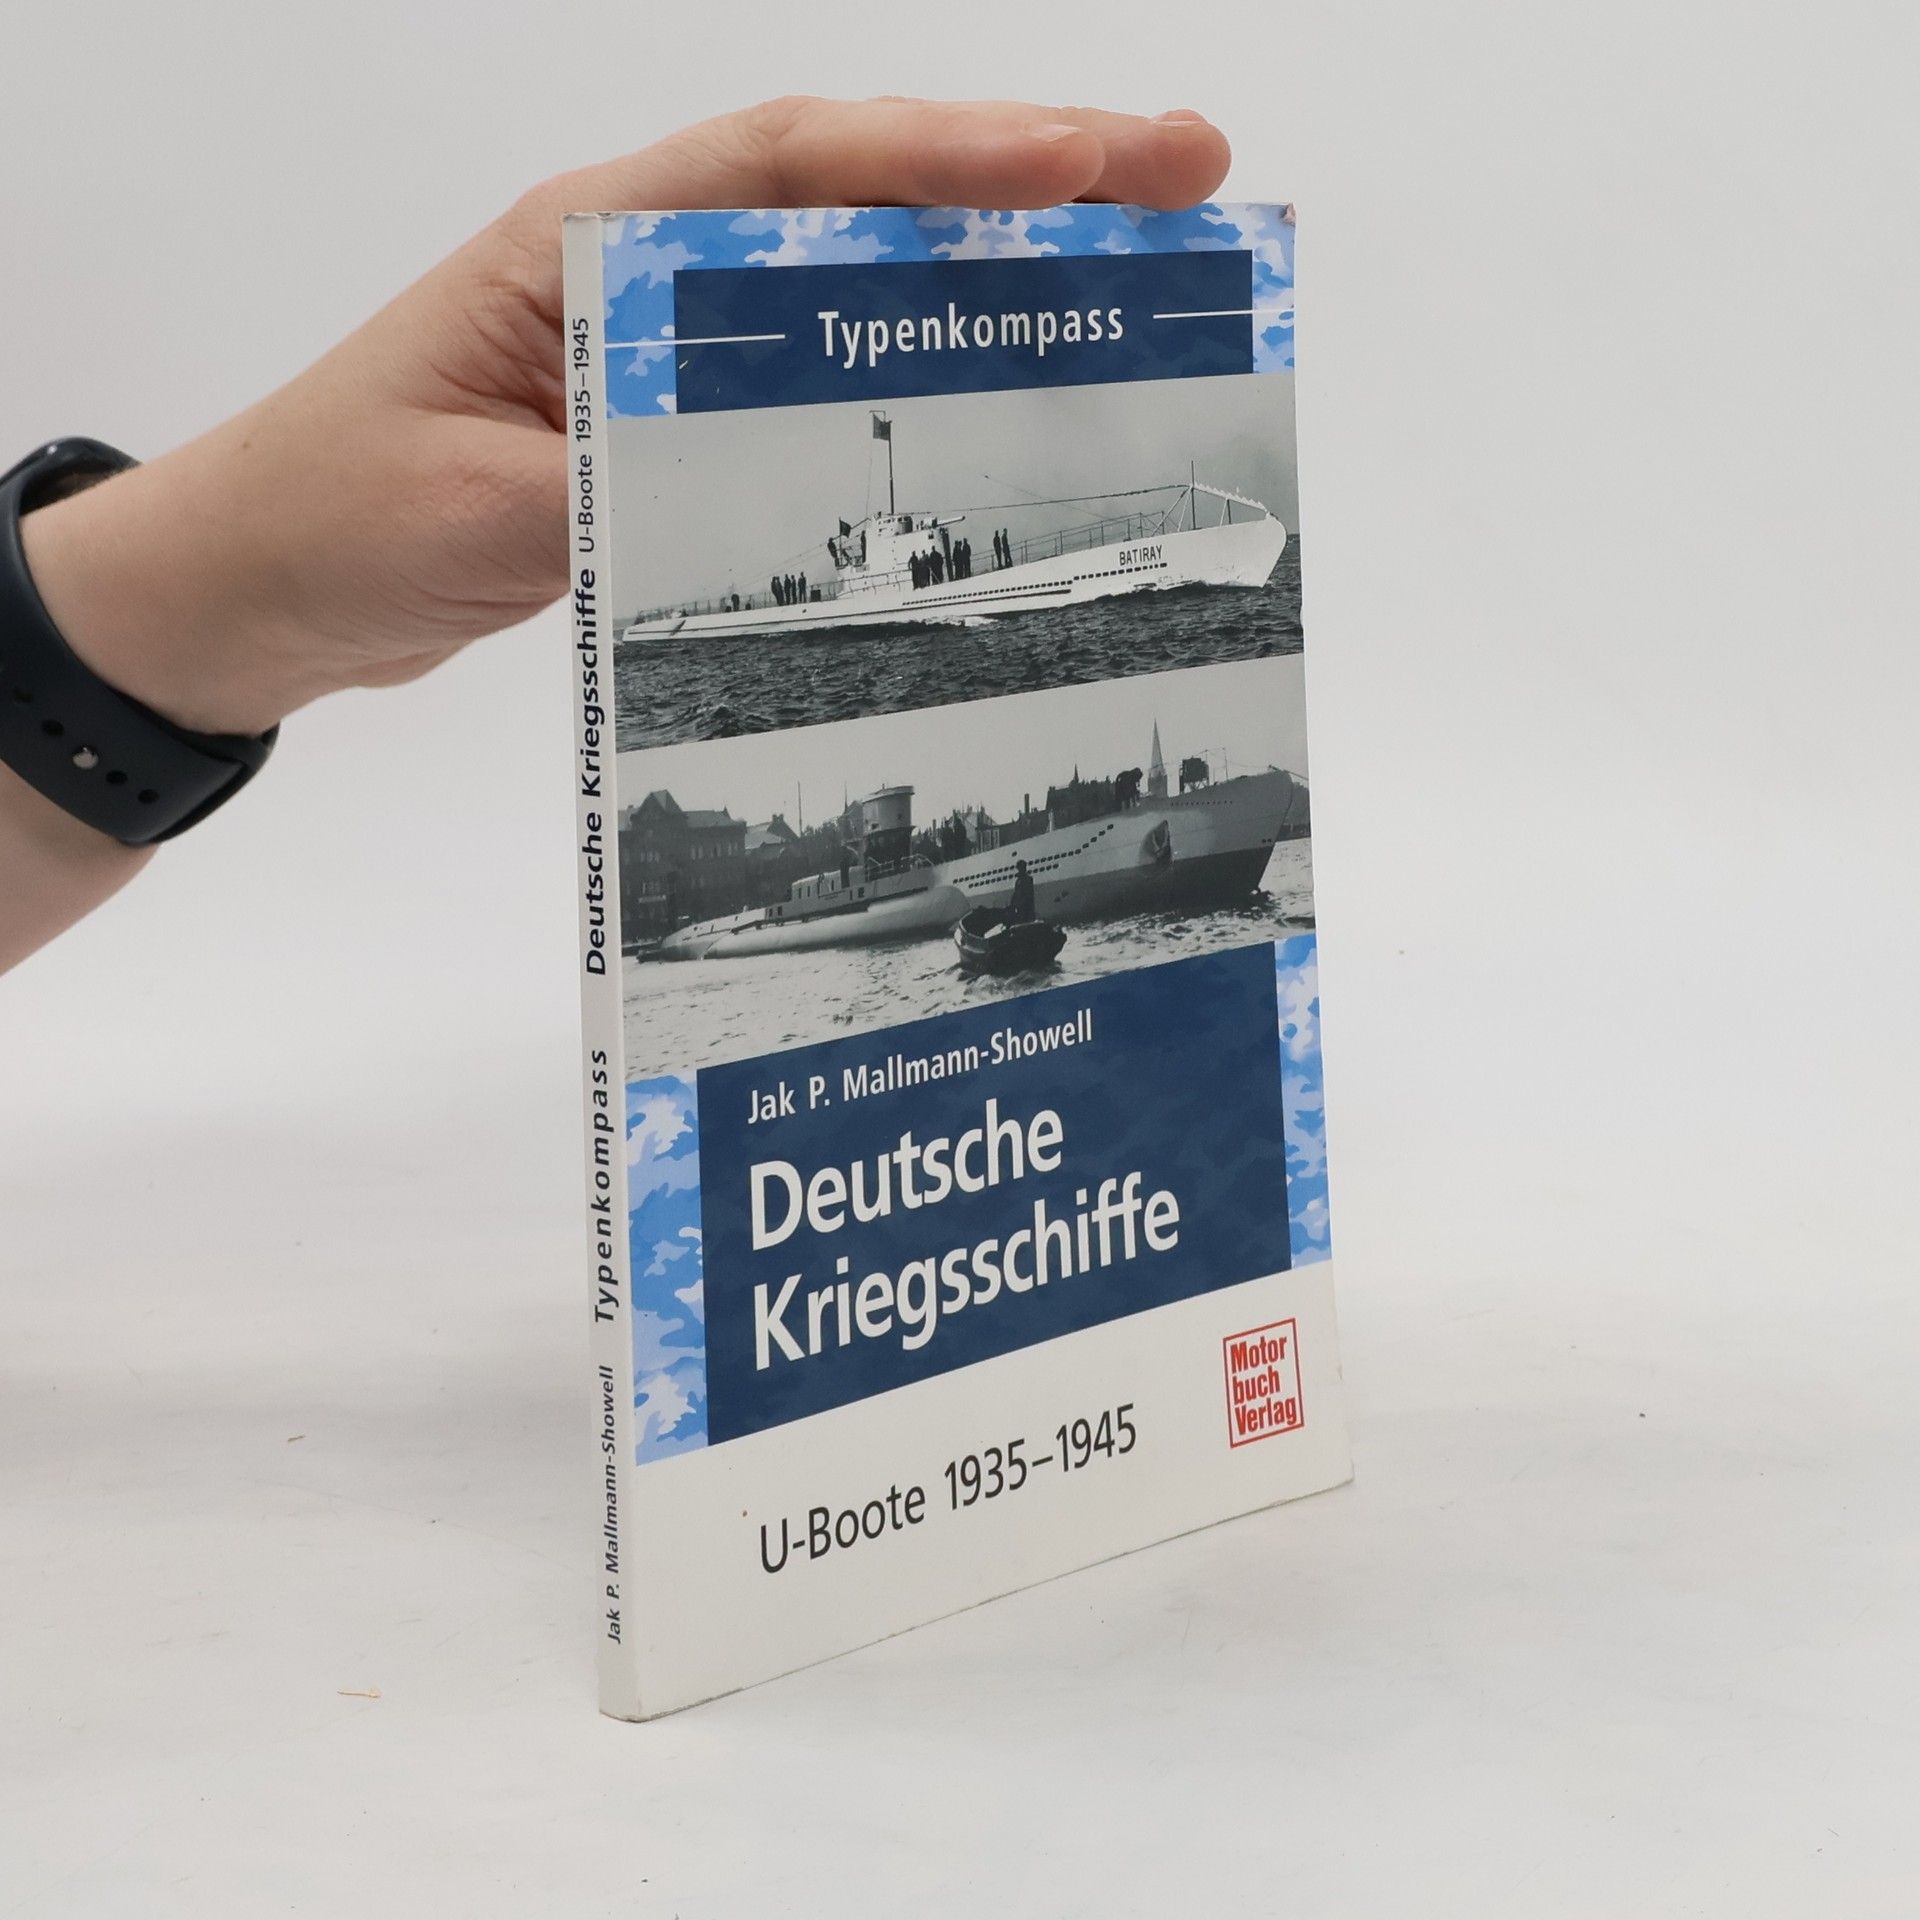 Typenkompass
BATIRAY
Jak P. Mallmann-Showell
Deutsche
Kriegsschiffe
U-Boote 1935–1945
Motor
buch
Verlag
Jak P. Mallmann-Showell Typenkompass Deutsche Kriegsschiffe U-Boote 1935–1945